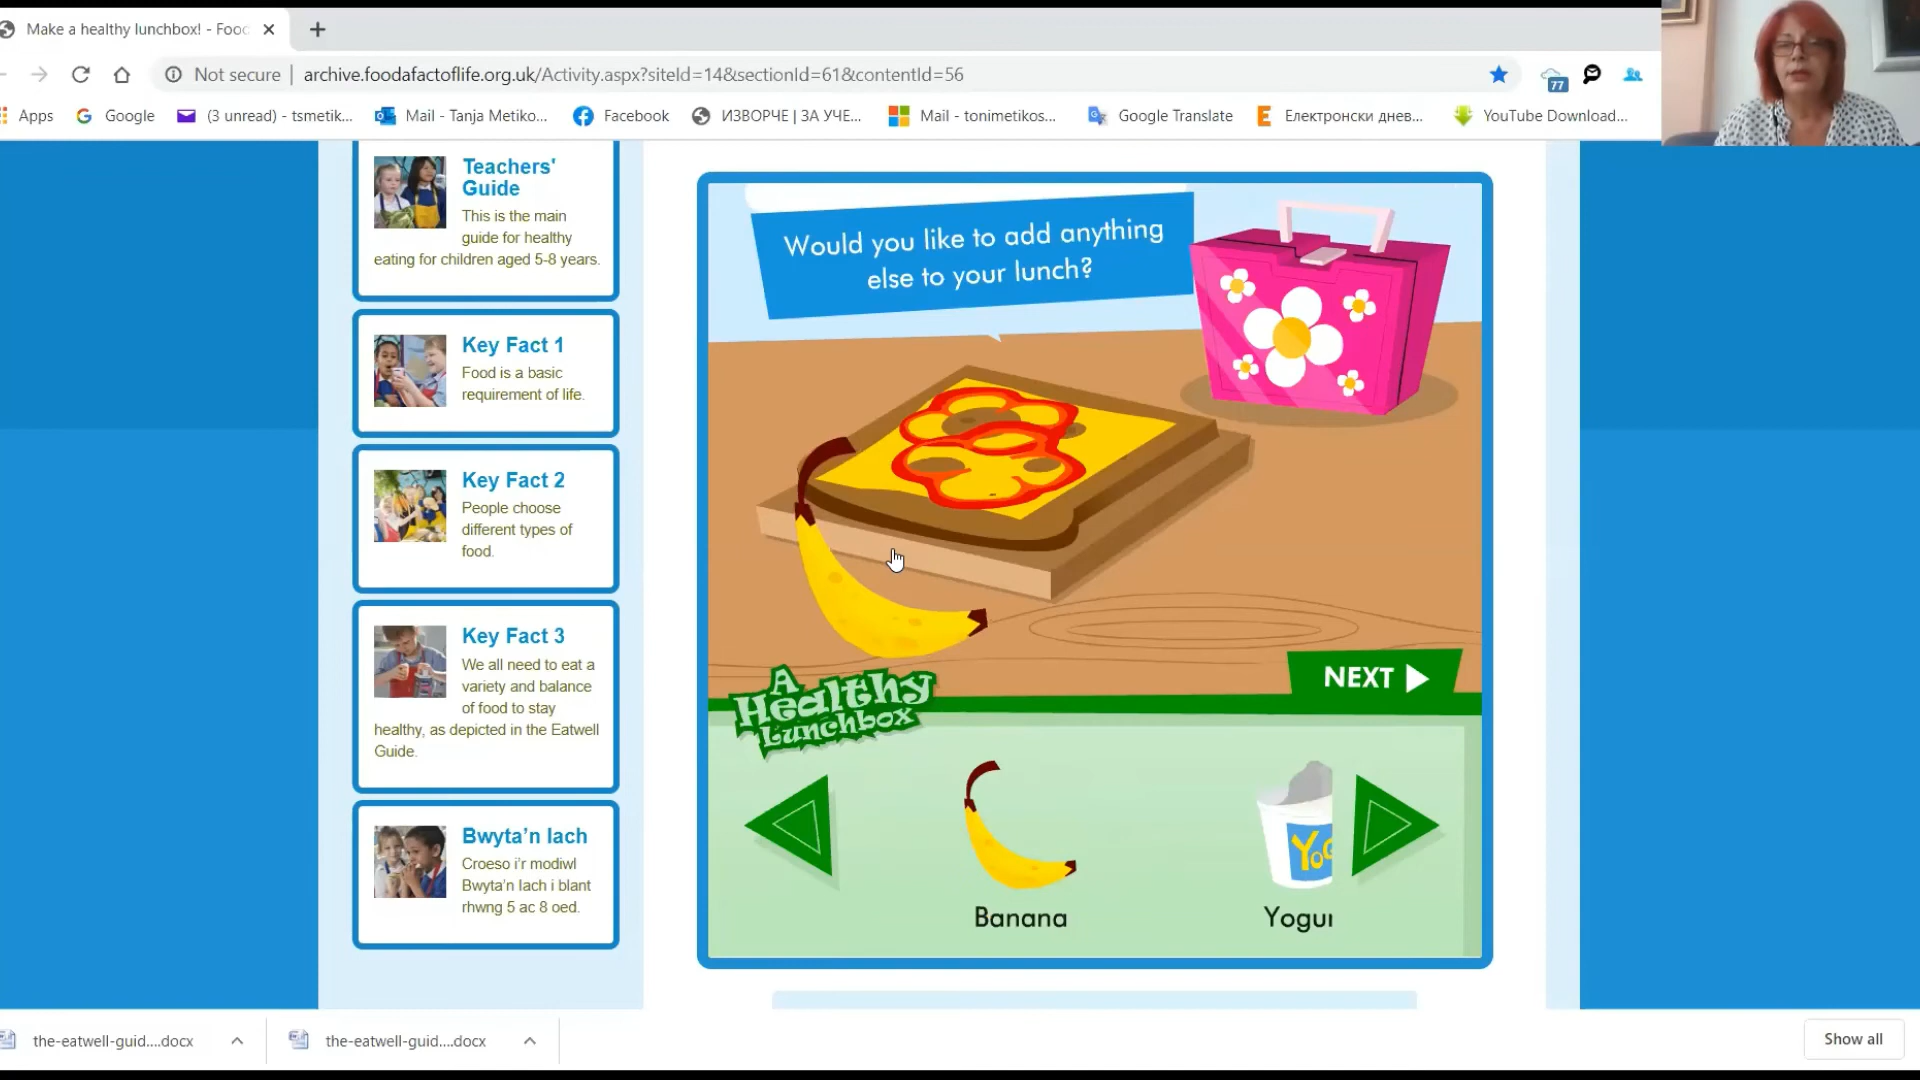 Make a healthy lunchbox! - Food
Not secure | archive.foodafactoflife.org.uk/Activity.aspx?siteId=14&sectionId=61&contentId=56
77
Apps
Google
(3 unread) - tsmetik...
Mail - Tanja Metiko...
Facebook
ИЗВОРЧЕ | ЗА УЧЕ...
Mail - tonimetikos...
Google Translate
Електронски днев...
YouTube Download...
Teachers'
Guide
This is the main
guide for healthy
eating for children aged 5-8 years.
Key Fact 1
Food is a basic
requirement of life.
Key Fact 2
People choose
different types of
food.
Key Fact 3
We all need to eat a
variety and balance
of food to stay
healthy, as depicted in the Eatwell
Guide.
Bwyta’n Iach
Croeso i’r modiwl
Bwyta’n Iach i blant
rhwng 5 ac 8 oed.
Would you like to add anything
else to your lunch?
NEXT
A
Healthy
Lunchbox
Banana
Yogur
the-eatwell-guid....docx
the-eatwell-guid....docx
Show all